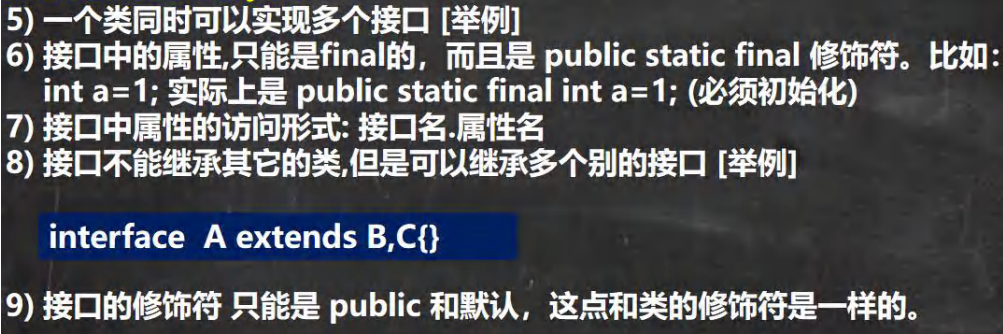 5) 一个类同时可以实现多个接口 [举例]
6) 接口中的属性,只能是final的，而且是 public static final 修饰符。比如：
int a=1; 实际上是 public static final int a=1; (必须初始化)
7) 接口中属性的访问形式: 接口名.属性名
8) 接口不能继承其它的类,但是可以继承多个别的接口 [举例]
interface A extends B,C{}
9) 接口的修饰符 只能是 public 和默认，这点和类的修饰符是一样的。